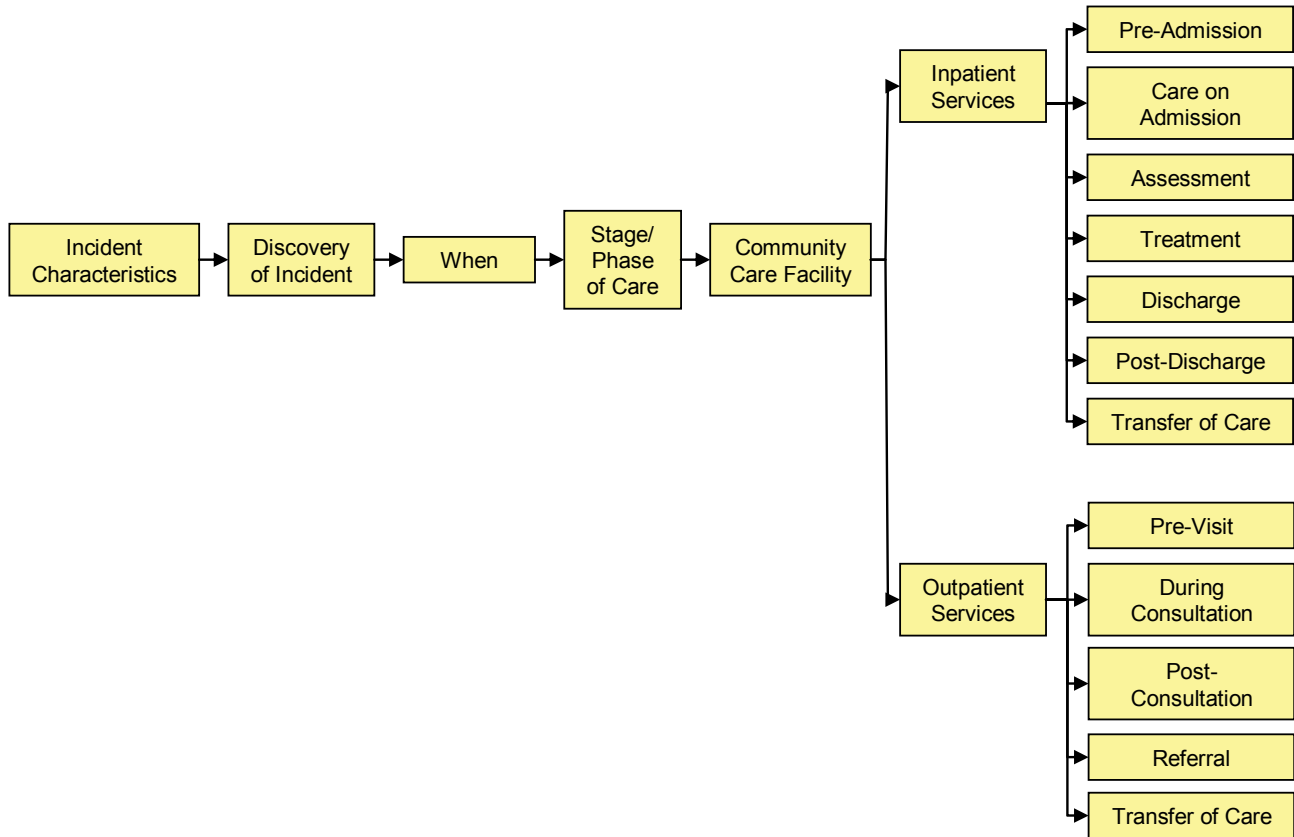 Incident
Characteristics
Discovery
of Incident
When
Stage/
Phase
of Care
Community
Care Facility
Inpatient
Services
Pre-Admission
Care on
Admission
Assessment
Treatment
Discharge
Post-Discharge
Transfer of Care
Outpatient
Services
Pre-Visit
During
Consultation
Post-
Consultation
Referral
Transfer of Care